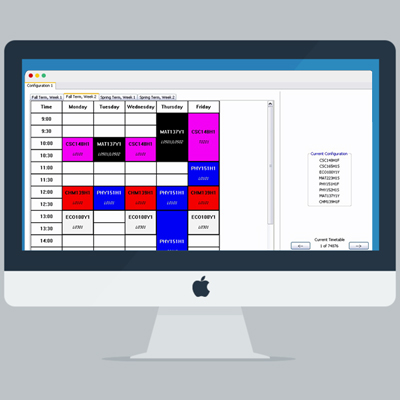 Configuration 1
Fall Term, Week 1 Fall Term, Week 2 Spring Term, Week 1 Spring Term, Week 2
Time Monday Tuesday Wednesday Thursday Friday
9:00
9:30
MAT137Y1 CSC148H1
10:00 CSC148H1 MAT137Y1 CSC148H1
10:30
11:00
PHY151H1
11:30
12:00 CHM139H1 PHY151H1 CHM139H1 PHY151H1 CHM139H1
12:30
13:00 ECO100Y1 ECO100Y1 ECO100Y1
13:30
14:00 PHY151H1
Current Configuration
CSC148H1F
CSC165H1S
ECO100Y1Y
MAT223H1S
PHY151H1F
PHY152H1S
MAT137Y1Y
CHM139H1F
Current Timetable
1 of 74976